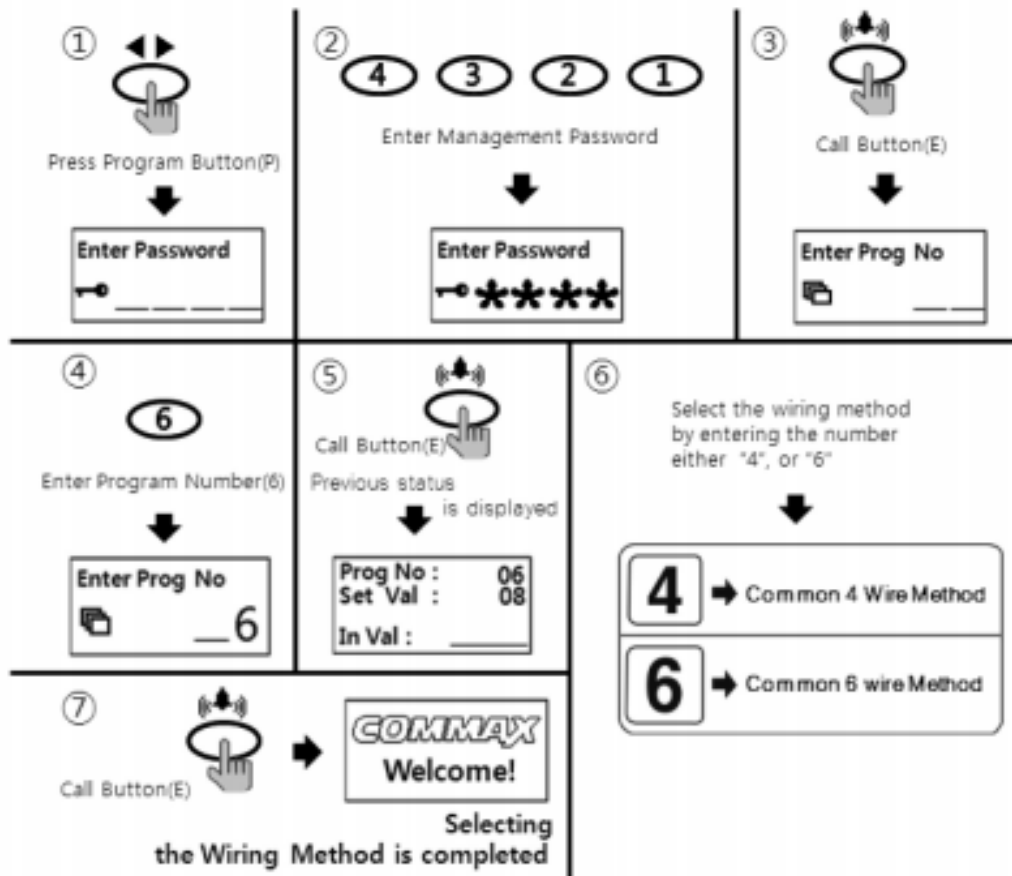 ①
Press Program Button(P)
Enter Password
②
4 3 2 1
Enter Management Password
Enter Password
****
③
Call Button(E)
Enter Prog No
④
6
Enter Program Number(6)
Enter Prog No
_6
⑤
Call Button(E)
Previous status
is displayed
Prog No : 06
Set Val : 08
In Val :
⑥
Select the wiring method
by entering the number
either "4", or "6"
4 Common 4 Wire Method
6 Common 6 wire Method
⑦
Call Button(E)
COMMAX
Welcome!
Selecting
the Wiring Method is completed